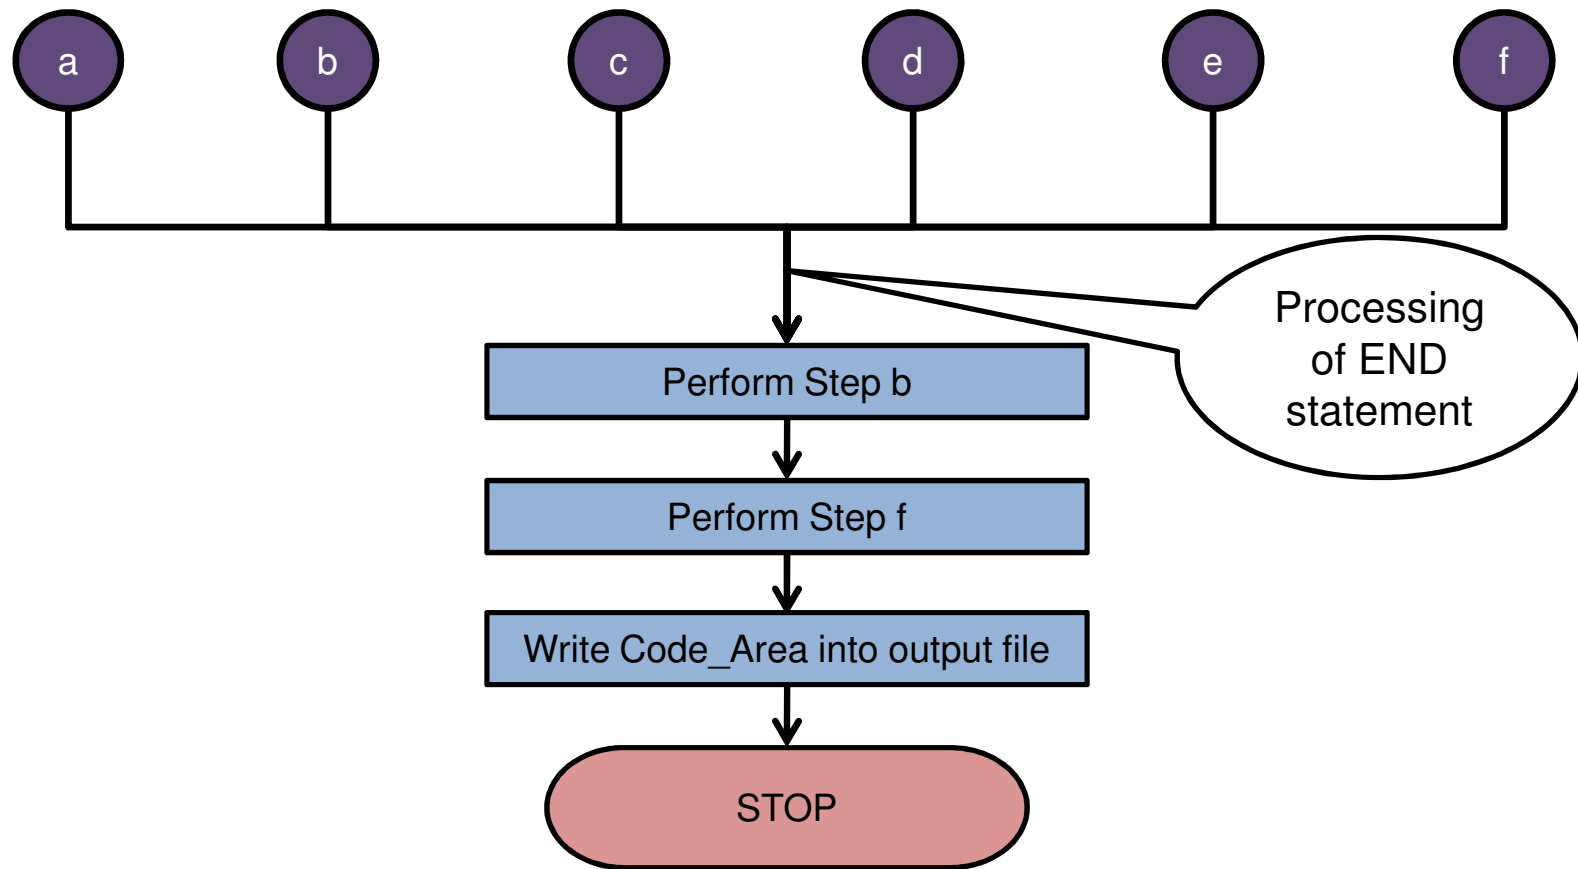 a
b
c
d
e
f
Processing
of END
statement
Perform Step b
Perform Step f
Write Code_Area into output file
STOP